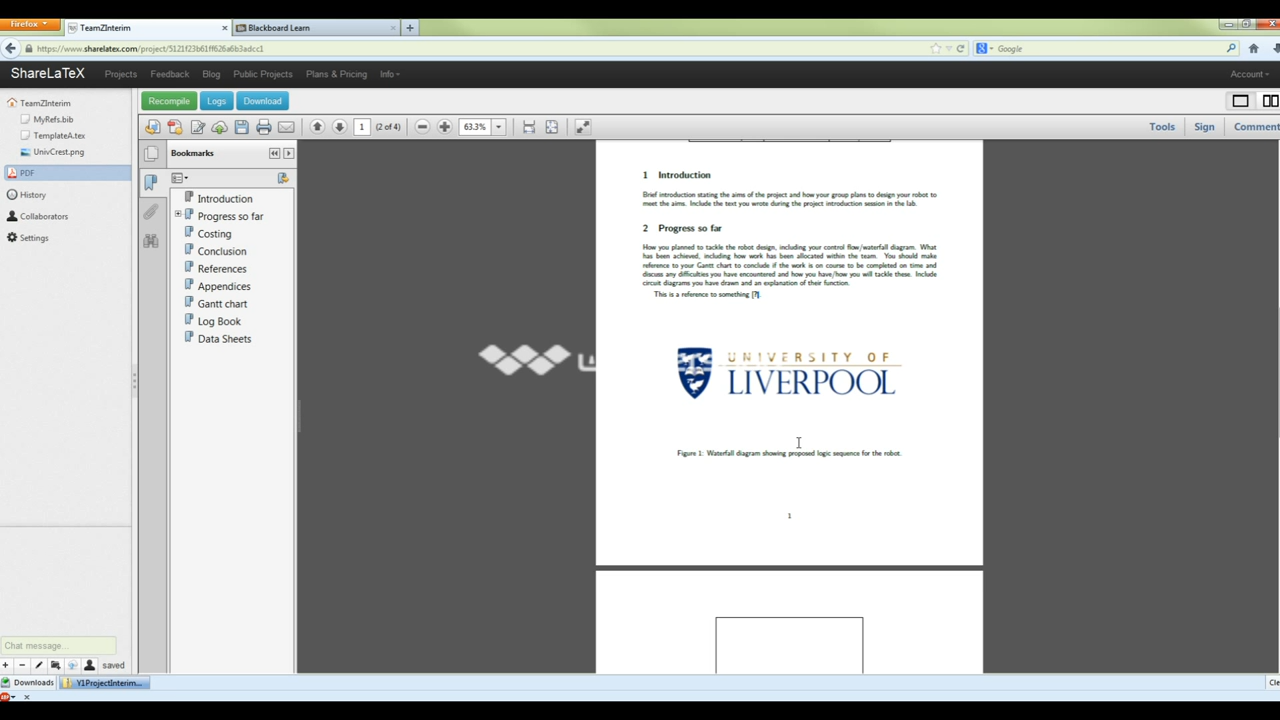 Firefox
TeamZInterim
Blackboard Learn
https://www.sharelatex.com/project/5121f23b61ff626a6b3adcc1
Google
ShareLaTeX
Projects
Feedback
Blog
Public Projects
Plans & Pricing
Info
Account
TeamZInterim
MyRefs.bib
TemplateA.tex
UnivCrest.png
PDF
History
Collaborators
Settings
Recompile
Logs
Download
1
(2 of 4)
63.3%
Tools
Sign
Comment
Bookmarks
Introduction
Progress so far
Costing
Conclusion
References
Appendices
Gantt chart
Log Book
Data Sheets
1 Introduction
Brief introduction stating the aims of the project and how your group plans to design your robot to
meet the aims. Include the text you wrote during the project introduction session in the lab.
2 Progress so far
How you planned to tackle the robot design, including your control flow/waterfall diagram. What
has been achieved, including how work has been allocated within the team. You should make
reference to your Gantt chart to conclude if the work is on course to be completed on time and
discuss any difficulties you have encountered and how you have/how you will tackle these. Include
circuit diagrams you have drawn and an explanation of their function.
This is a reference to something [?].
UNIVERSITY OF
LIVERPOOL
Figure 1: Waterfall diagram showing proposed logic sequence for the robot.
1
Chat message...
saved
Downloads
Y1ProjectInterim...
Cle